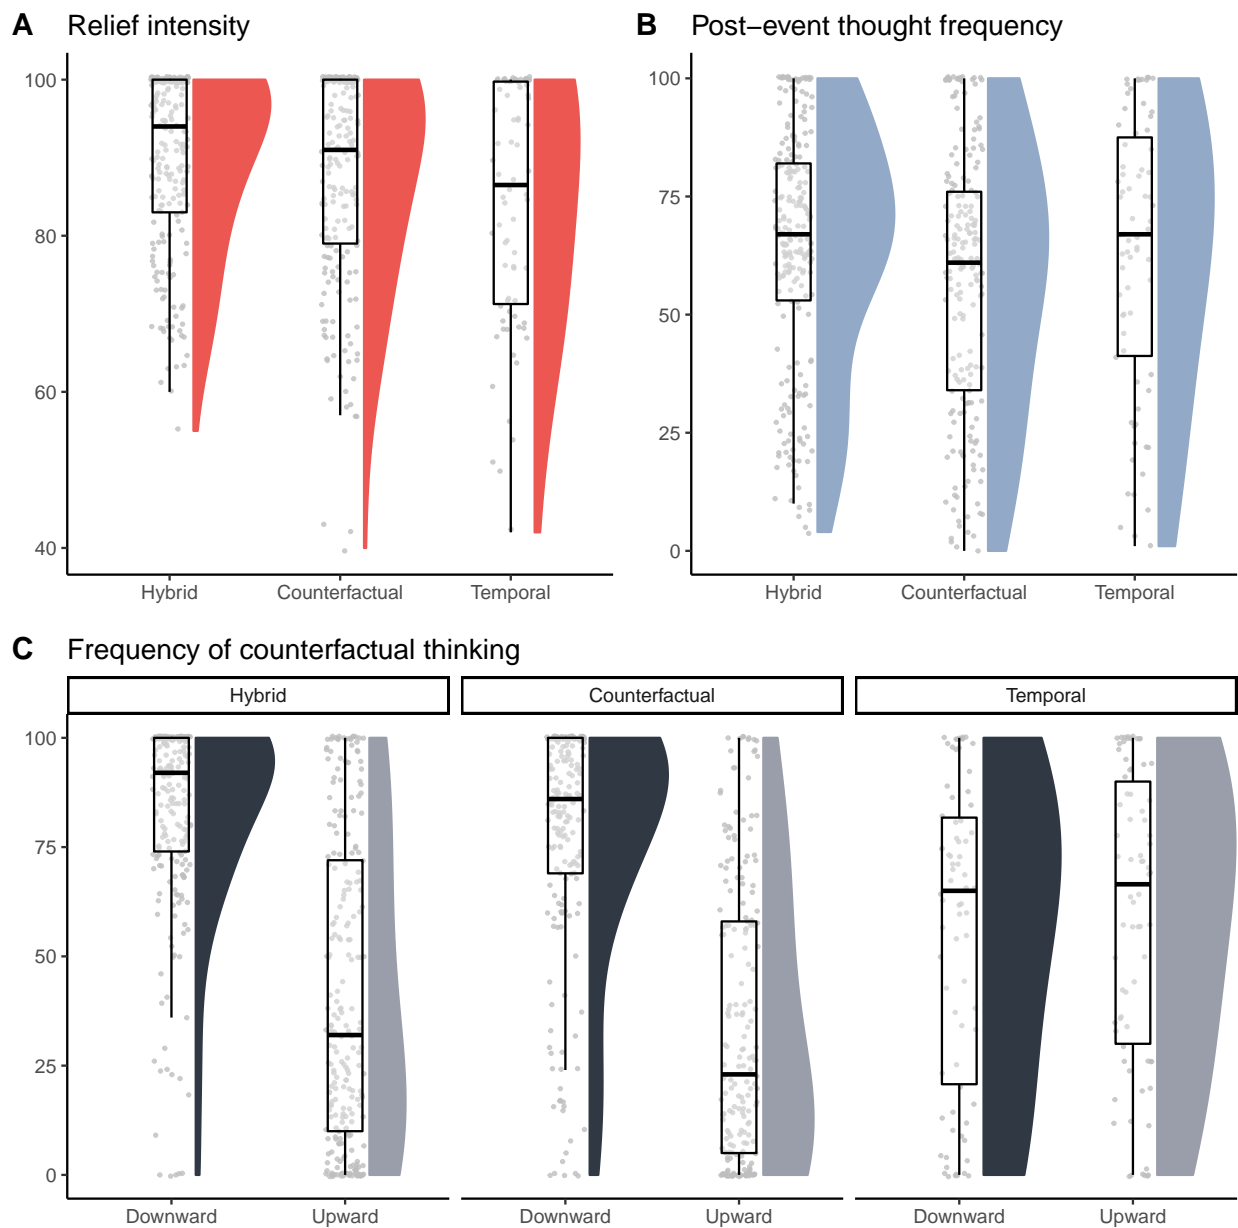 A Relief intensity
100
80
60
40
Hybrid Counterfactual Temporal
B Post−event thought frequency
100
75
50
25
0
Hybrid Counterfactual Temporal
C Frequency of counterfactual thinking
Hybrid Counterfactual Temporal
100
75
50
25
0
Downward Upward Downward Upward Downward Upward